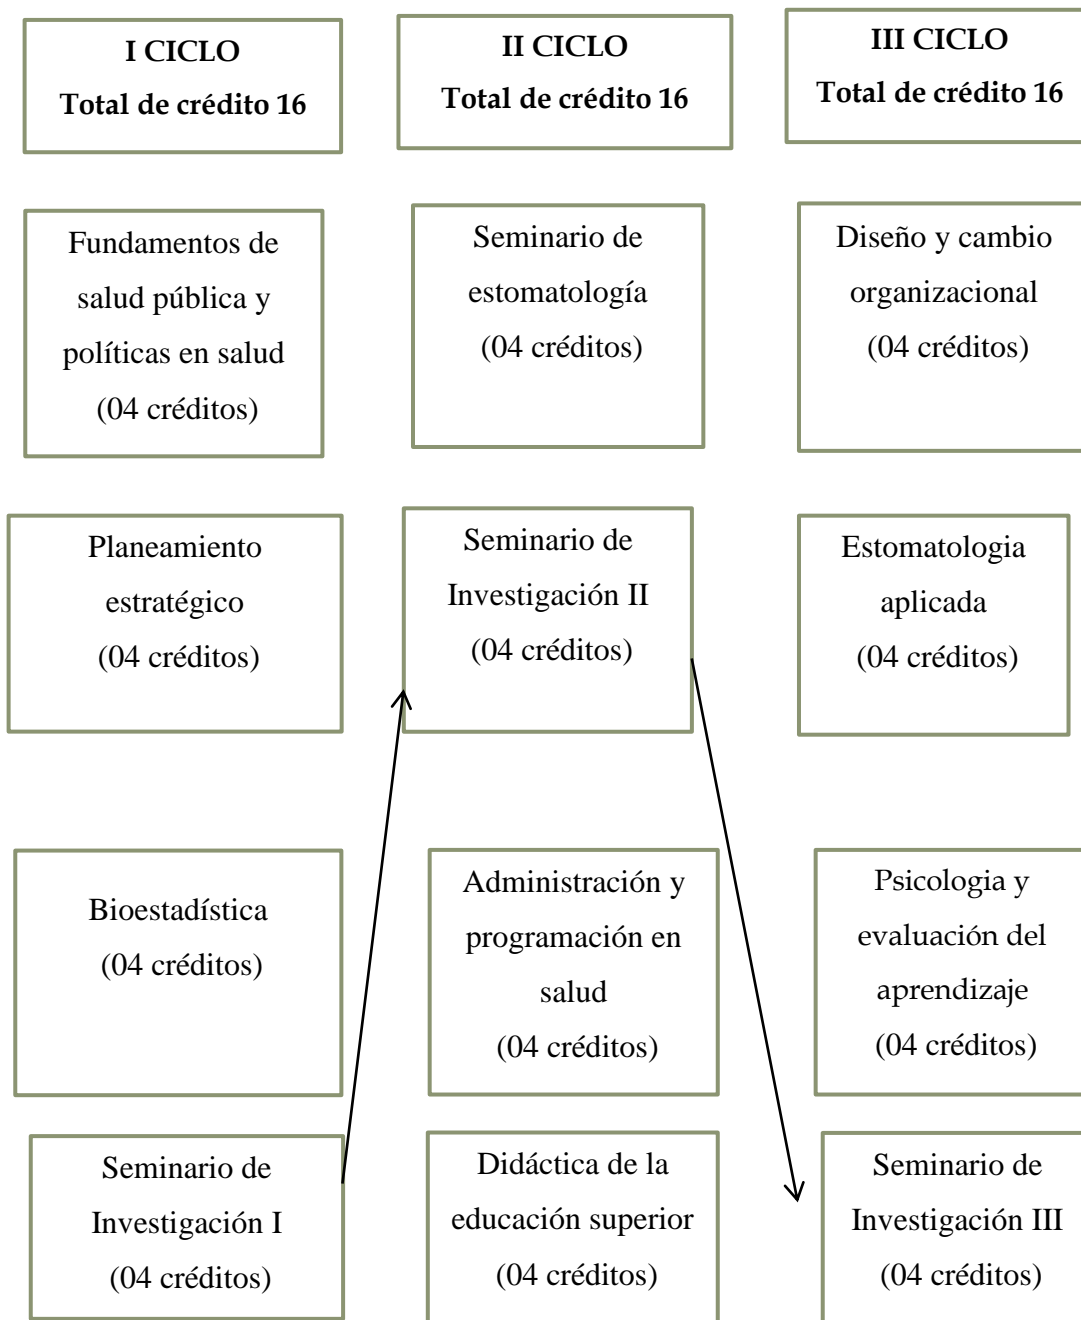 I CICLO
Total de crédito 16
II CICLO
Total de crédito 16
III CICLO
Total de crédito 16
Fundamentos de
salud pública y
políticas en salud
(04 créditos)
Seminario de
estomatología
(04 créditos)
Diseño y cambio
organizacional
(04 créditos)
Planeamiento
estratégico
(04 créditos)
Seminario de
Investigación II
(04 créditos)
Estomatologia
aplicada
(04 créditos)
Bioestadística
(04 créditos)
Administración y
programación en
salud
(04 créditos)
Psicologia y
evaluación del
aprendizaje
(04 créditos)
Seminario de
Investigación I
(04 créditos)
Didáctica de la
educación superior
(04 créditos)
Seminario de
Investigación III
(04 créditos)